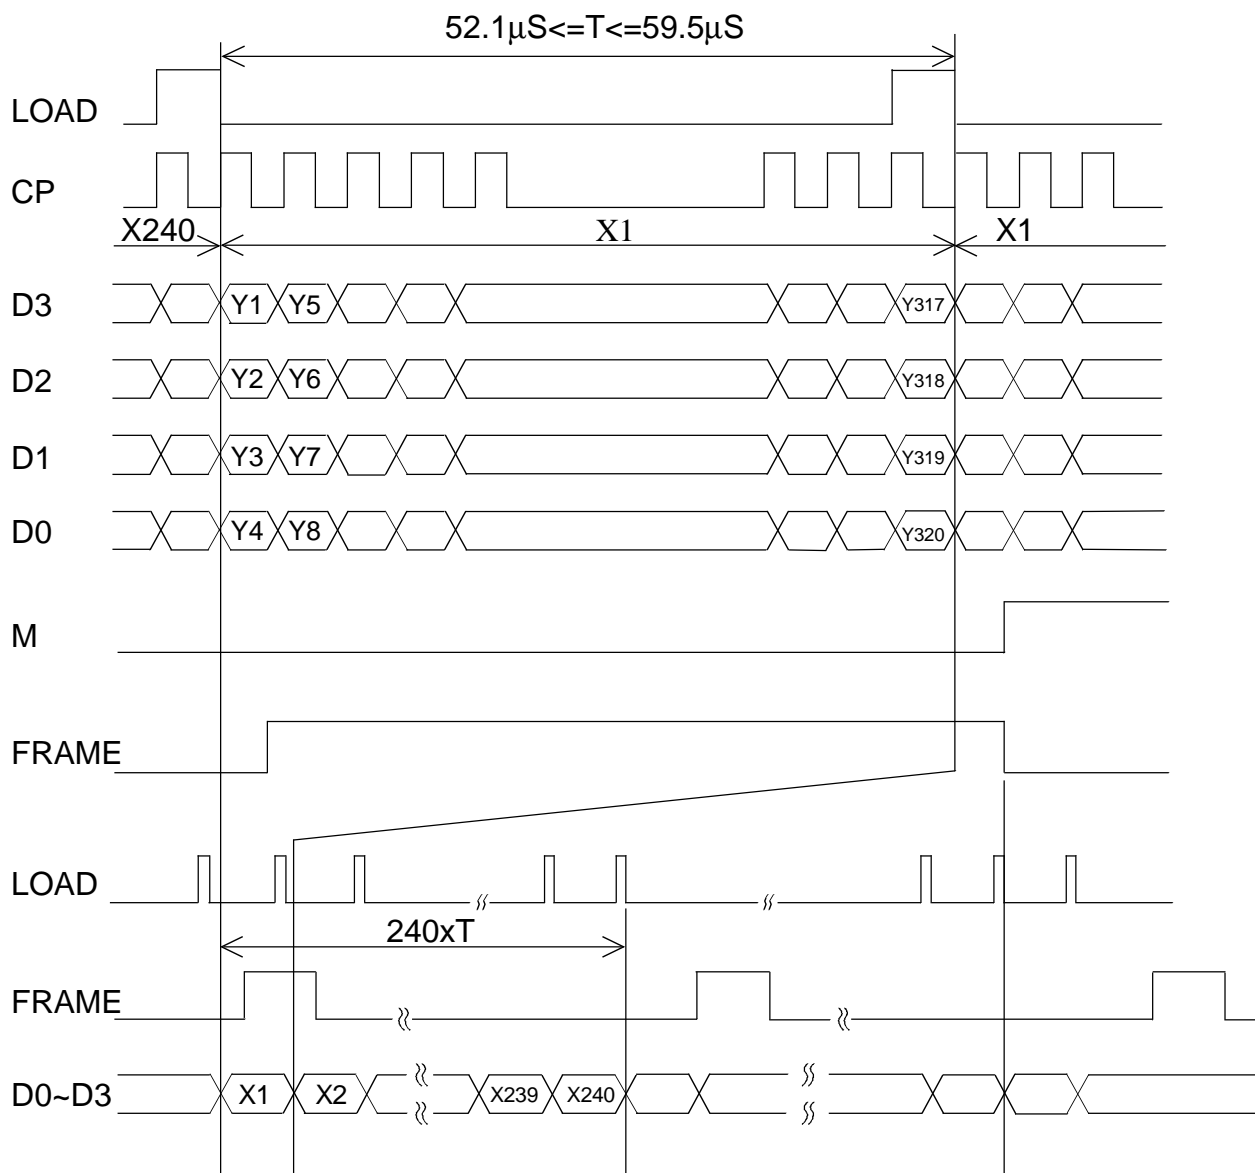 52.1μS<=T<=59.5μS
LOAD
CP
X240 X1 X1
D3 Y1 Y5 Y317
D2 Y2 Y6 Y318
D1 Y3 Y7 Y319
D0 Y4 Y8 Y320
M
FRAME
LOAD
240xT
FRAME
D0~D3 X1 X2 X239 X240